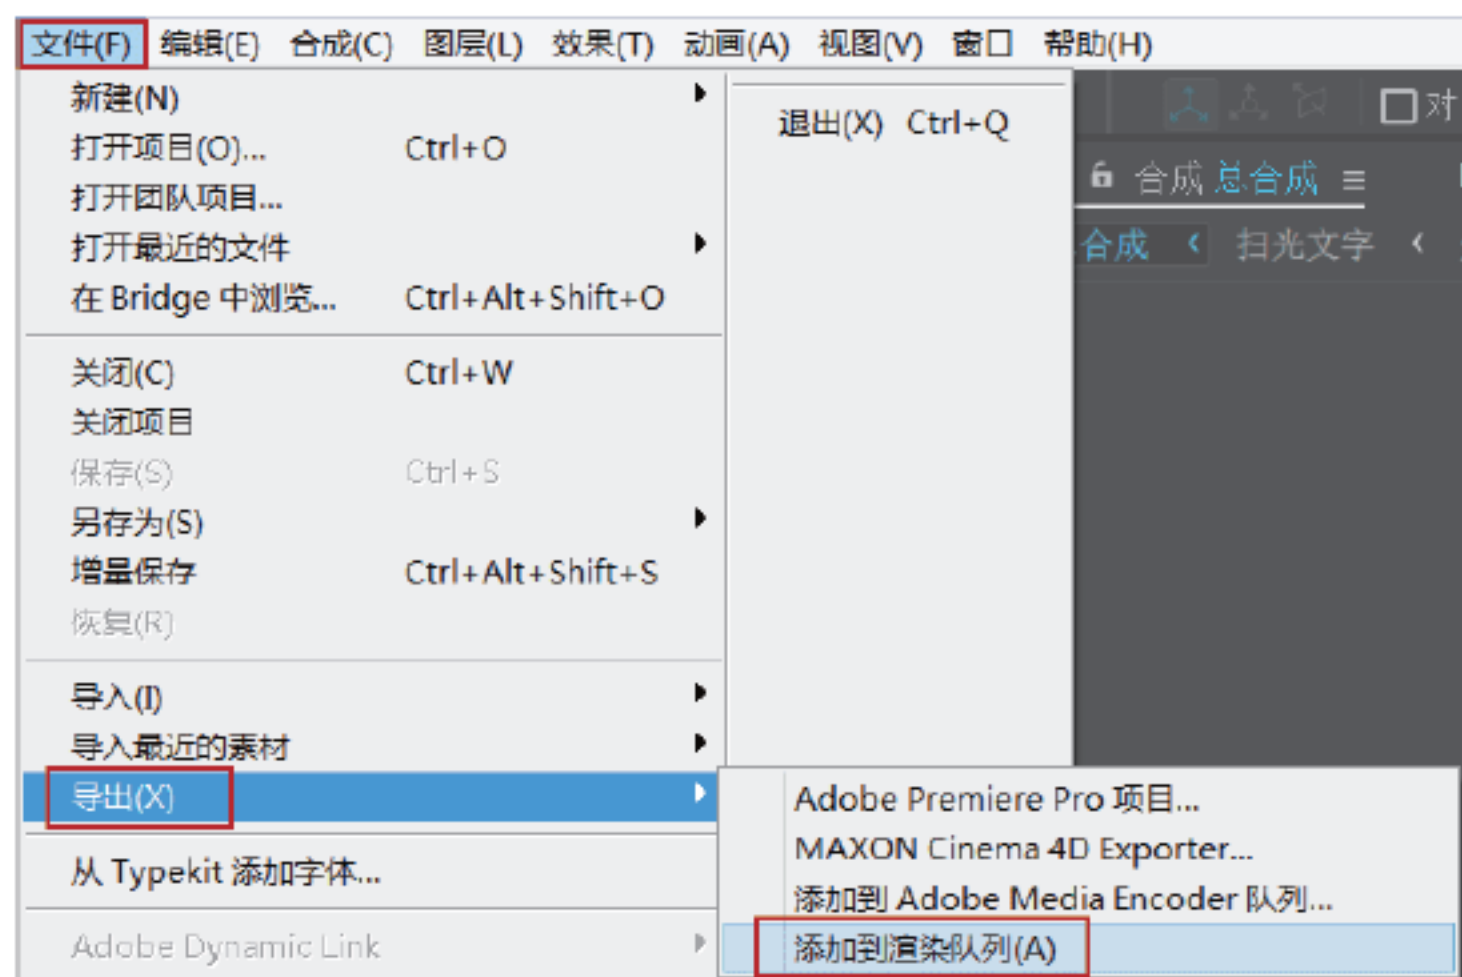 文件(F) 编辑(E) 合成(C) 图层(L) 效果(T) 动画(A) 视图(V) 窗口 帮助(H)
新建(N)
打开项目(O)... Ctrl+O
打开团队项目...
打开最近的文件
在 Bridge 中浏览... Ctrl+Alt+Shift+O
关闭(C) Ctrl+W
关闭项目
保存(S) Ctrl+S
另存为(S)
增量保存 Ctrl+Alt+Shift+S
恢复(R)
导入(I)
导入最近的素材
导出(X)
从 Typekit 添加字体...
Adobe Dynamic Link
退出(X) Ctrl+Q
Adobe Premiere Pro 项目...
MAXON Cinema 4D Exporter...
添加到 Adobe Media Encoder 队列...
添加到渲染队列(A)
对
合成 总合成
合成 扫光文字